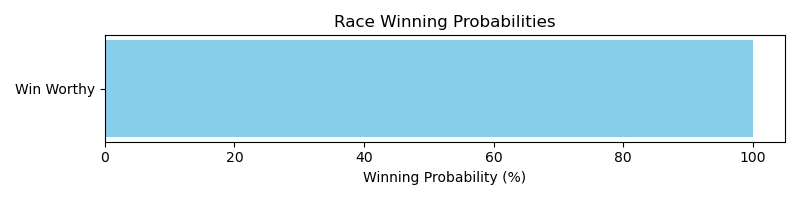 Race Winning Probabilities
Win Worthy
0 20 40 60 80 100
Winning Probability (%)